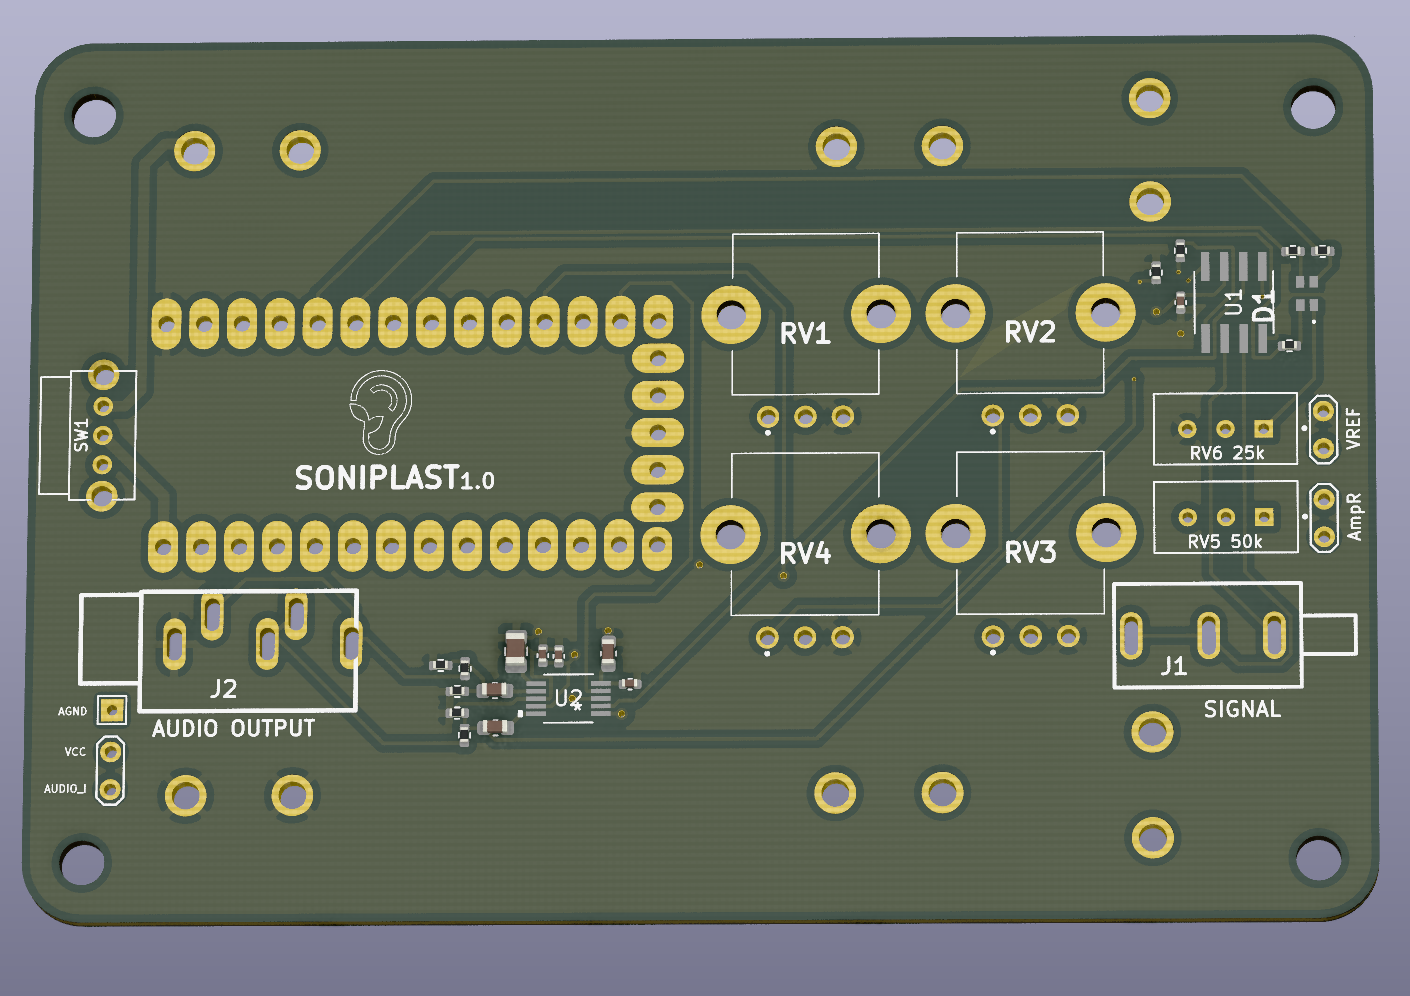 RV1
RV2
U1
D1
SW1
SONIPLAST1.0
RV6 25k
VREF
RV4
RV3
RV5 50k
AmpR
J2
AUDIO OUTPUT
U2
*
J1
SIGNAL
AGND
VCC
AUDIO_I